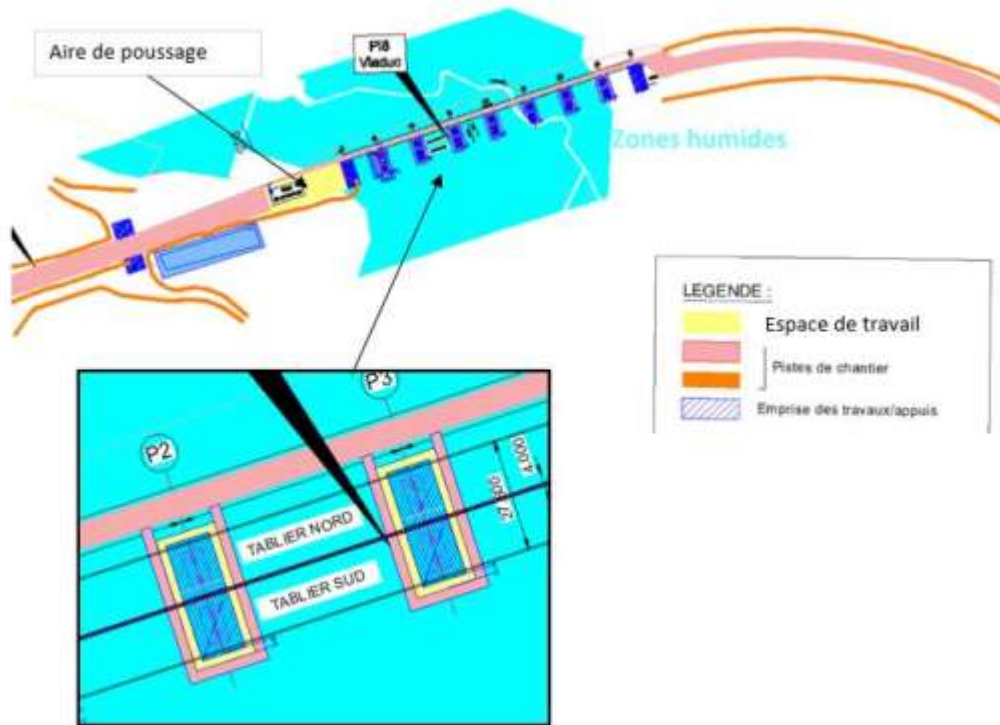 Aire de poussage
PI8
Viaduc
Zones humides
LEGENDE :
Espace de travail
Pistes de chantier
Emprise des travaux/appuis
P2
P3
TABLIER NORD
TABLIER SUD
4.000